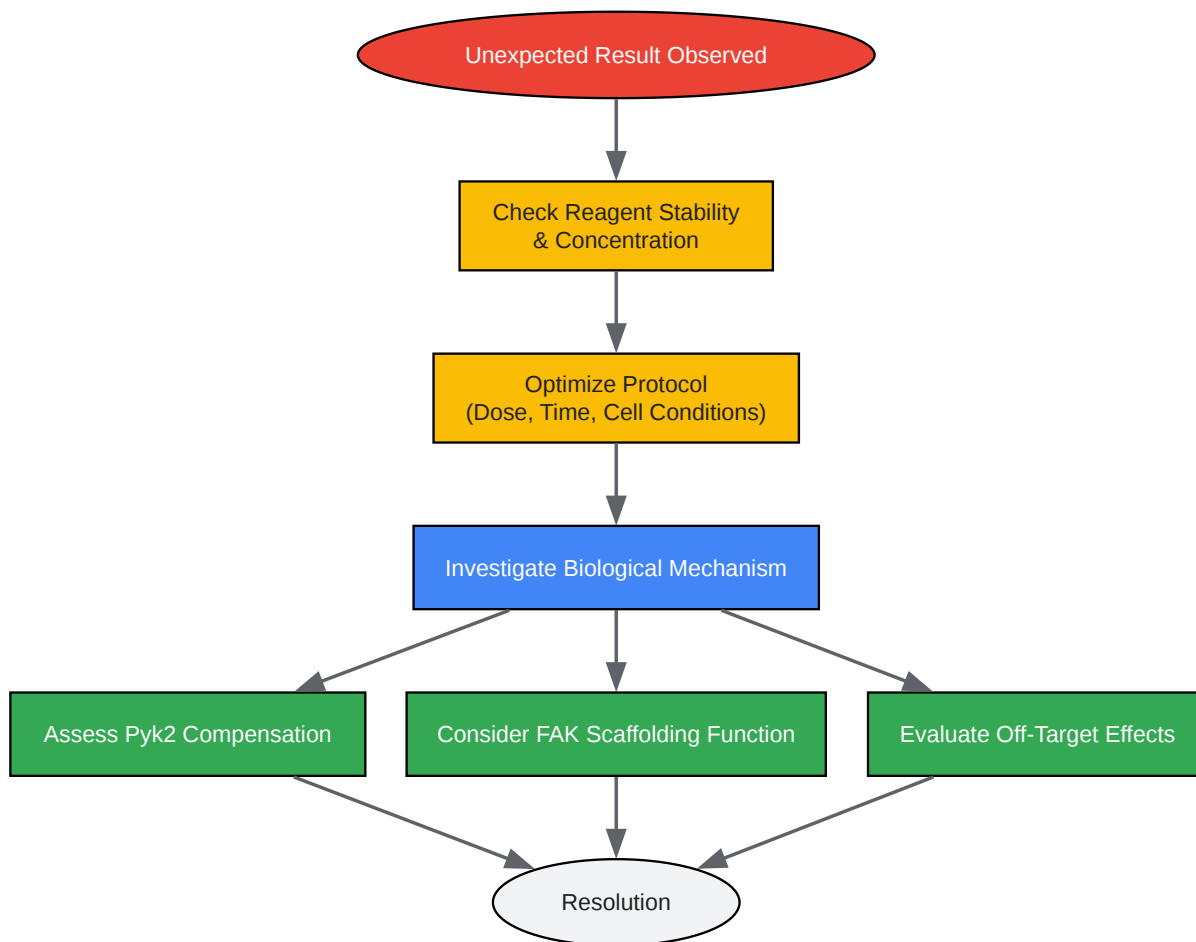 Unexpected Result Observed
Check Reagent Stability
& Concentration
Optimize Protocol
(Dose, Time, Cell Conditions)
Investigate Biological Mechanism
Assess Pyk2 Compensation
Consider FAK Scaffolding Function
Evaluate Off-Target Effects
Resolution